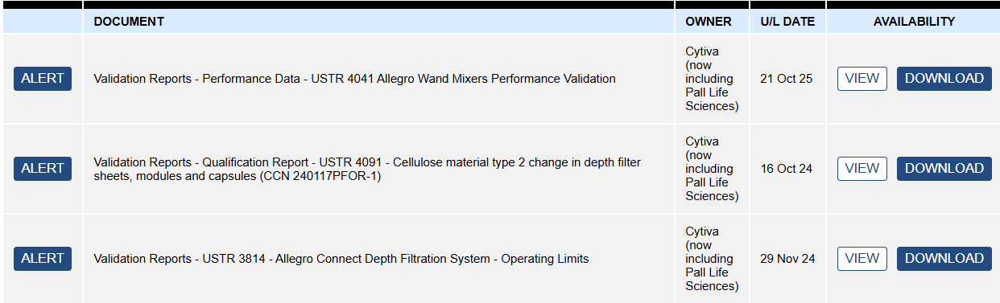 DOCUMENT OWNER U/L DATE AVAILABILITY
ALERT
Validation Reports - Performance Data - USTR 4041 Allegro Wand Mixers Performance Validation
Cytiva
(now
including
Pall Life
Sciences)
21 Oct 25
VIEW DOWNLOAD
ALERT
Validation Reports - Qualification Report - USTR 4091 - Cellulose material type 2 change in depth filter
sheets, modules and capsules (CCN 240117PFOR-1)
Cytiva
(now
including
Pall Life
Sciences)
16 Oct 24
VIEW DOWNLOAD
ALERT
Validation Reports - USTR 3814 - Allegro Connect Depth Filtration System - Operating Limits
Cytiva
(now
including
Pall Life
Sciences)
29 Nov 24
VIEW DOWNLOAD